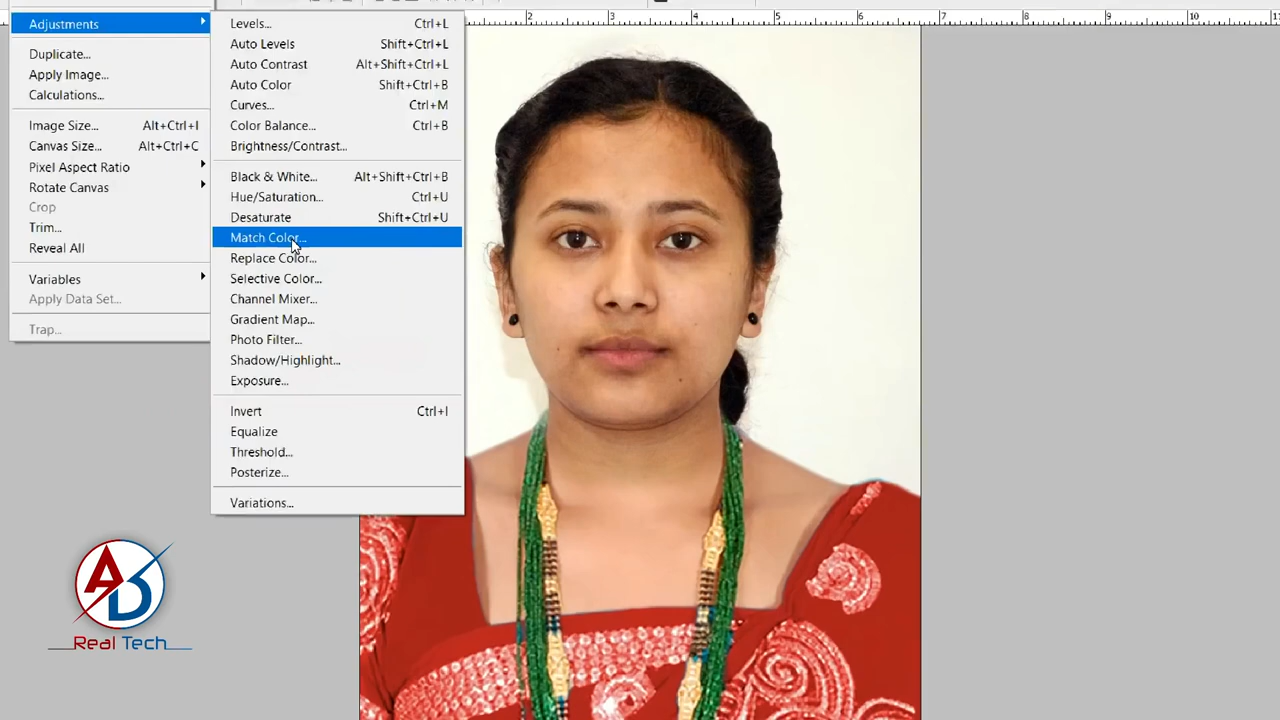 2 3 4 5 6 7 8 9 10
Adjustments
Duplicate...
Apply Image...
Calculations...
Image Size... Alt+Ctrl+I
Canvas Size... Alt+Ctrl+C
Pixel Aspect Ratio
Rotate Canvas
Crop
Trim...
Reveal All
Variables
Apply Data Set...
Trap...
Levels... Ctrl+L
Auto Levels Shift+Ctrl+L
Auto Contrast Alt+Shift+Ctrl+L
Auto Color Shift+Ctrl+B
Curves... Ctrl+M
Color Balance... Ctrl+B
Brightness/Contrast...
Black & White... Alt+Shift+Ctrl+B
Hue/Saturation... Ctrl+U
Desaturate Shift+Ctrl+U
Match Color...
Replace Color...
Selective Color...
Channel Mixer...
Gradient Map...
Photo Filter...
Shadow/Highlight...
Exposure...
Invert Ctrl+I
Equalize
Threshold...
Posterize...
Variations...
AD
Real Tech